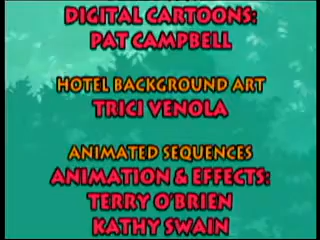 DIGITAL CARTOONS:
PAT CAMPBELL
HOTEL BACKGROUND ART
TRICI VENOLA
ANIMATED SEQUENCES
ANIMATION & EFFECTS:
TERRY O'BRIEN
KATHY SWAIN